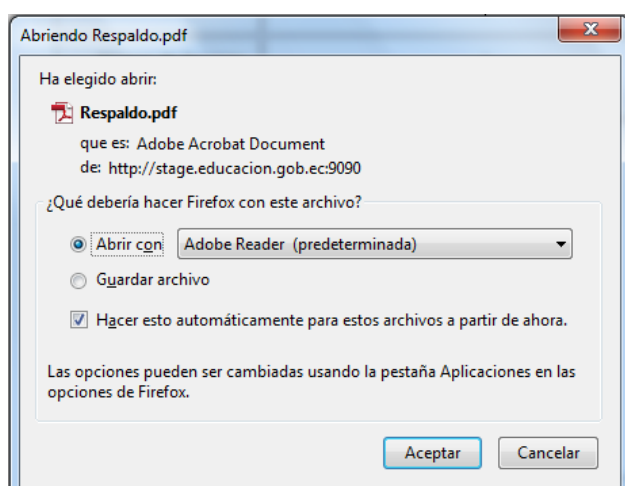 Abriendo Respaldo.pdf
Ha elegido abrir:
Respaldo.pdf
que es: Adobe Acrobat Document
de: http://stage.educacion.gob.ec:9090
¿Qué debería hacer Firefox con este archivo?
Abrir con Adobe Reader (predeterminada)
Guardar archivo
Hacer esto automáticamente para estos archivos a partir de ahora.
Las opciones pueden ser cambiadas usando la pestaña Aplicaciones en las
opciones de Firefox.
Aceptar Cancelar